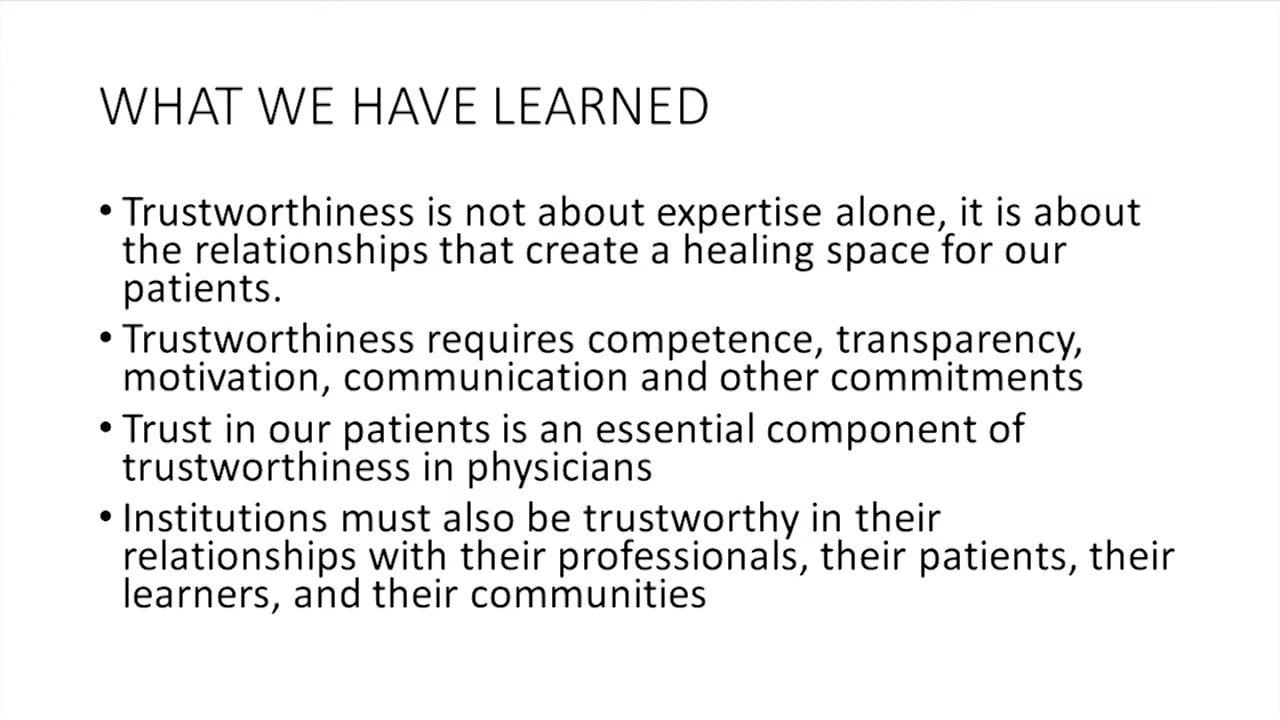 WHAT WE HAVE LEARNED
• Trustworthiness is not about expertise alone, it is about
the relationships that create a healing space for our
patients.
• Trustworthiness requires competence, transparency,
motivation, communication and other commitments
• Trust in our patients is an essential component of
trustworthiness in physicians
• Institutions must also be trustworthy in their
relationships with their professionals, their patients, their
learners, and their communities